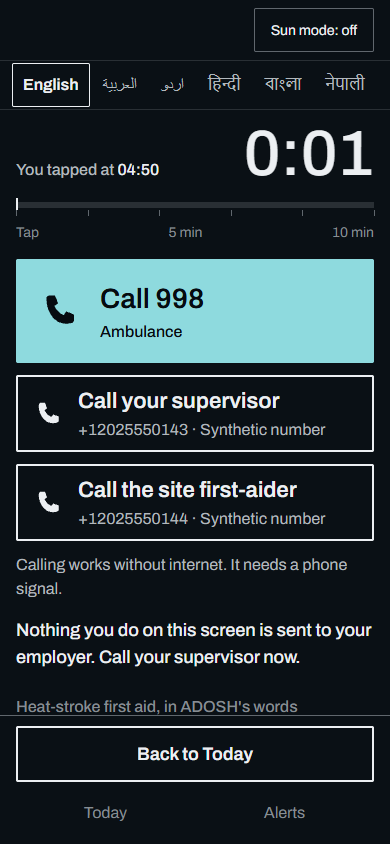 Sun mode: off
English العربية اردو हिन्दी বাংলা नेपाली
You tapped at 04:50
0:01
Tap 5 min 10 min
Call 998
Ambulance
Call your supervisor
+12025550143 · Synthetic number
Call the site first-aider
+12025550144 · Synthetic number
Calling works without internet. It needs a phone
signal.
Nothing you do on this screen is sent to your
employer. Call your supervisor now.
Heat-stroke first aid, in ADOSH's words
Back to Today
Today Alerts